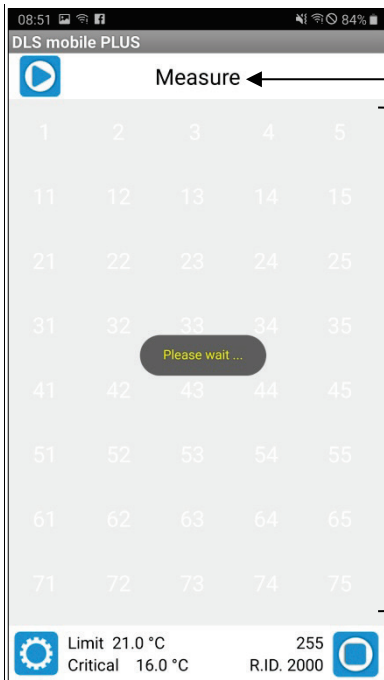 08:51 84%
DLS mobile PLUS
Measure
1 2 3 4 5
11 12 13 14 15
21 22 23 24 25
31 32 33 34 35
Please wait ...
41 42 43 44 45
51 52 53 54 55
61 62 63 64 65
71 72 73 74 75
Limit 21.0 °C 255
Critical 16.0 °C R.ID. 2000